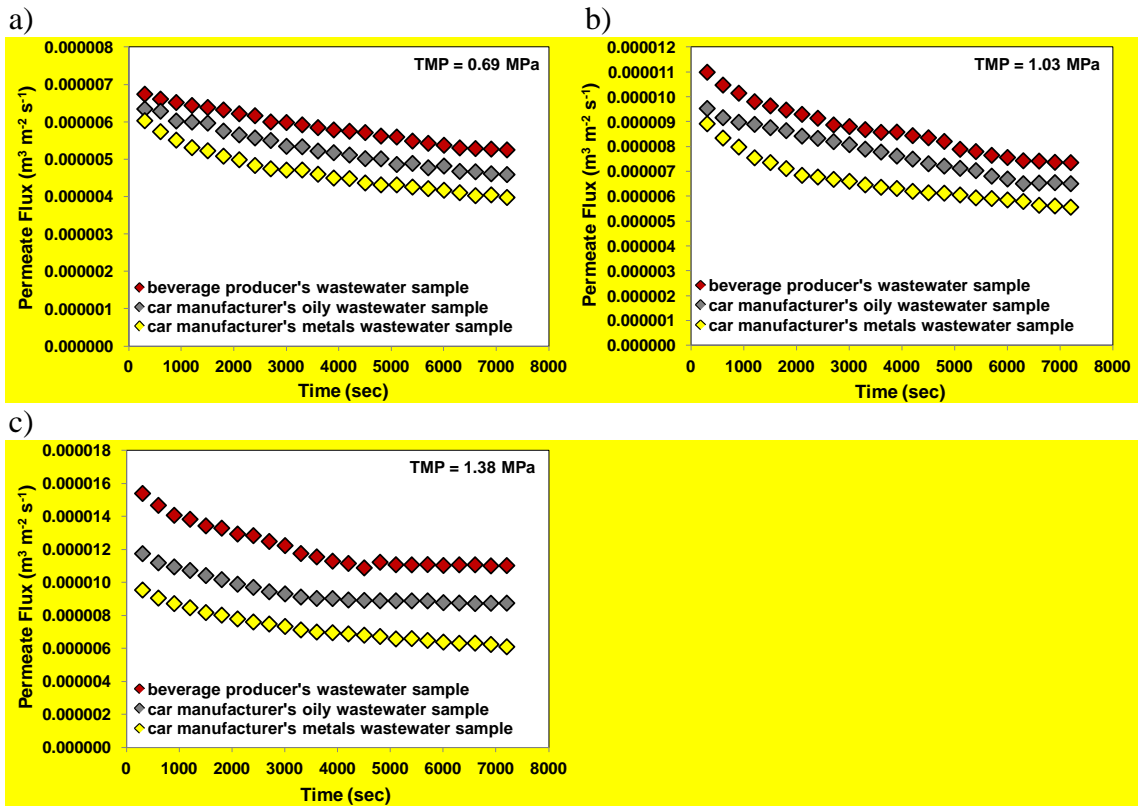 a)
0.000008
0.000007
0.000006
0.000005
0.000004
0.000003
0.000002
0.000001
0.000000
Permeate Flux (m³ m⁻² s⁻¹)
TMP = 0.69 MPa
beverage producer's wastewater sample
car manufacturer's oily wastewater sample
car manufacturer's metals wastewater sample
0 1000 2000 3000 4000 5000 6000 7000 8000
Time (sec)
b)
0.000012
0.000011
0.000010
0.000009
0.000008
0.000007
0.000006
0.000005
0.000004
0.000003
0.000002
0.000001
0.000000
Permeate Flux (m³ m⁻² s⁻¹)
TMP = 1.03 MPa
beverage producer's wastewater sample
car manufacturer's oily wastewater sample
car manufacturer's metals wastewater sample
0 1000 2000 3000 4000 5000 6000 7000 8000
Time (sec)
c)
0.000018
0.000016
0.000014
0.000012
0.000010
0.000008
0.000006
0.000004
0.000002
0.000000
Permeate Flux (m³ m⁻² s⁻¹)
TMP = 1.38 MPa
beverage producer's wastewater sample
car manufacturer's oily wastewater sample
car manufacturer's metals wastewater sample
0 1000 2000 3000 4000 5000 6000 7000 8000
Time (sec)